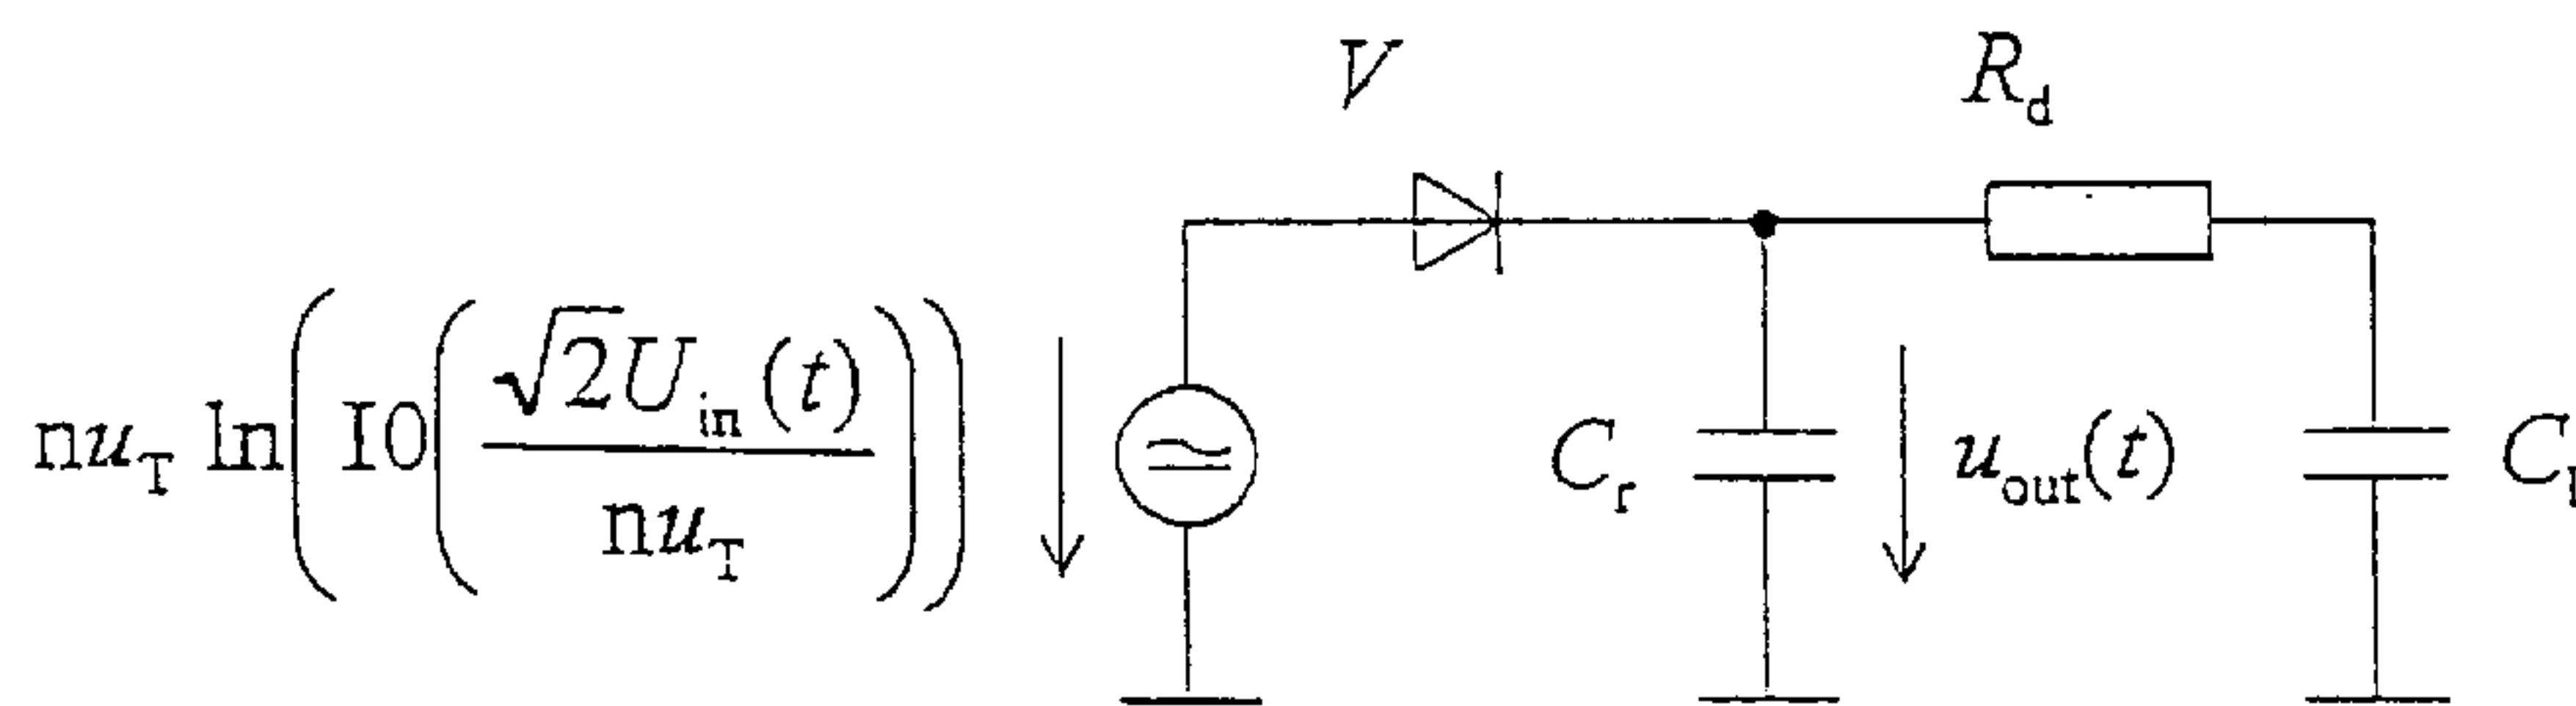 V
R_d
nu_T ln(I0(√2U_in(t)/nu_T))
C_r
u_out(t)